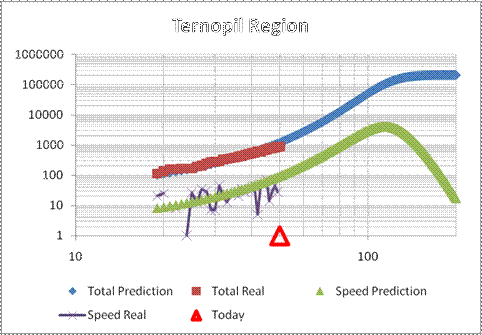 Ternopil Region
1000000
100000
10000
1000
100
10
1
10 100
Total Prediction Total Real Speed Prediction
Speed Real Today